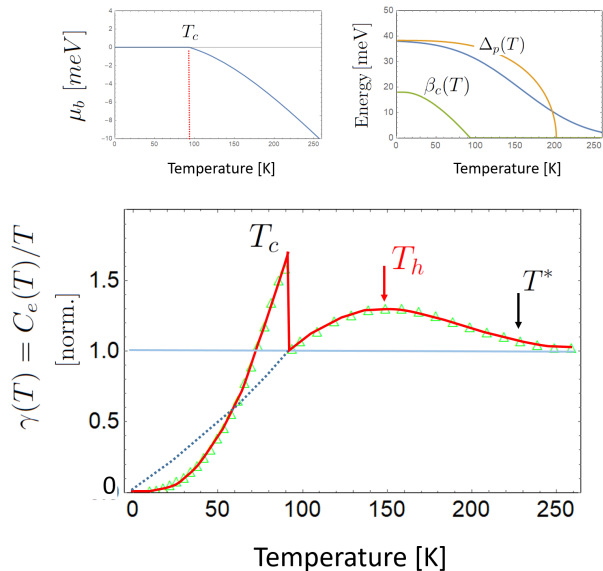 T_c
μ_b [meV]
0
-2
-4
-6
-8
-10
0 50 100 150 200 250
Temperature [K]
Energy [meV]
50
40
30
20
10
0
Δ_p(T)
β_c(T)
0 50 100 150 200 250
Temperature [K]
γ(T) = C_e(T)/T
[norm.]
1.5
1.0
0.5
0
T_c
T_h
T*
0 50 100 150 200 250
Temperature [K]